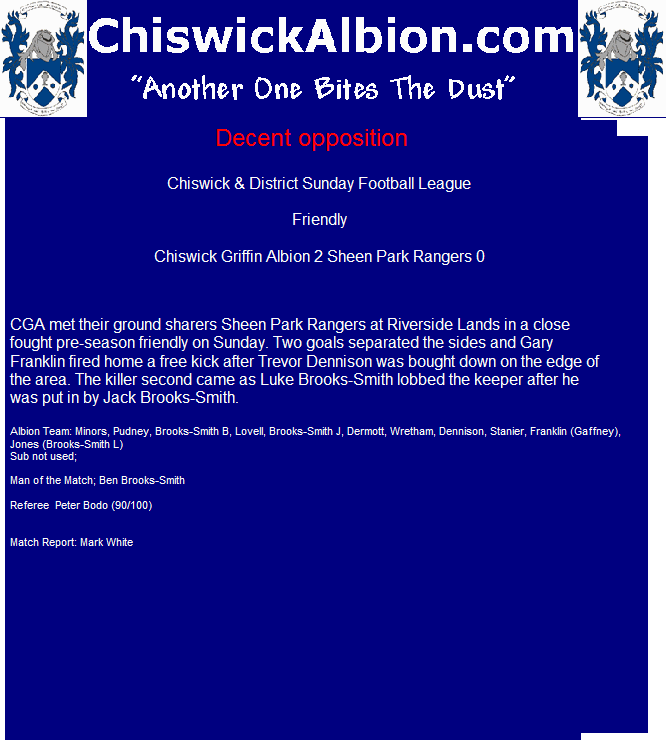 ChiswickAlbion.com
"Another One Bites The Dust"
Decent opposition
Chiswick & District Sunday Football League
Friendly
Chiswick Griffin Albion 2 Sheen Park Rangers 0
CGA met their ground sharers Sheen Park Rangers at Riverside Lands in a close
fought pre-season friendly on Sunday. Two goals separated the sides and Gary
Franklin fired home a free kick after Trevor Dennison was bought down on the edge of
the area. The killer second came as Luke Brooks-Smith lobbed the keeper after he
was put in by Jack Brooks-Smith.
Albion Team: Minors, Pudney, Brooks-Smith B, Lovell, Brooks-Smith J, Dermott, Wretham, Dennison, Stanier, Franklin (Gaffney),
Jones (Brooks-Smith L)
Sub not used;
Man of the Match; Ben Brooks-Smith
Referee  Peter Bodo (90/100)
Match Report: Mark White